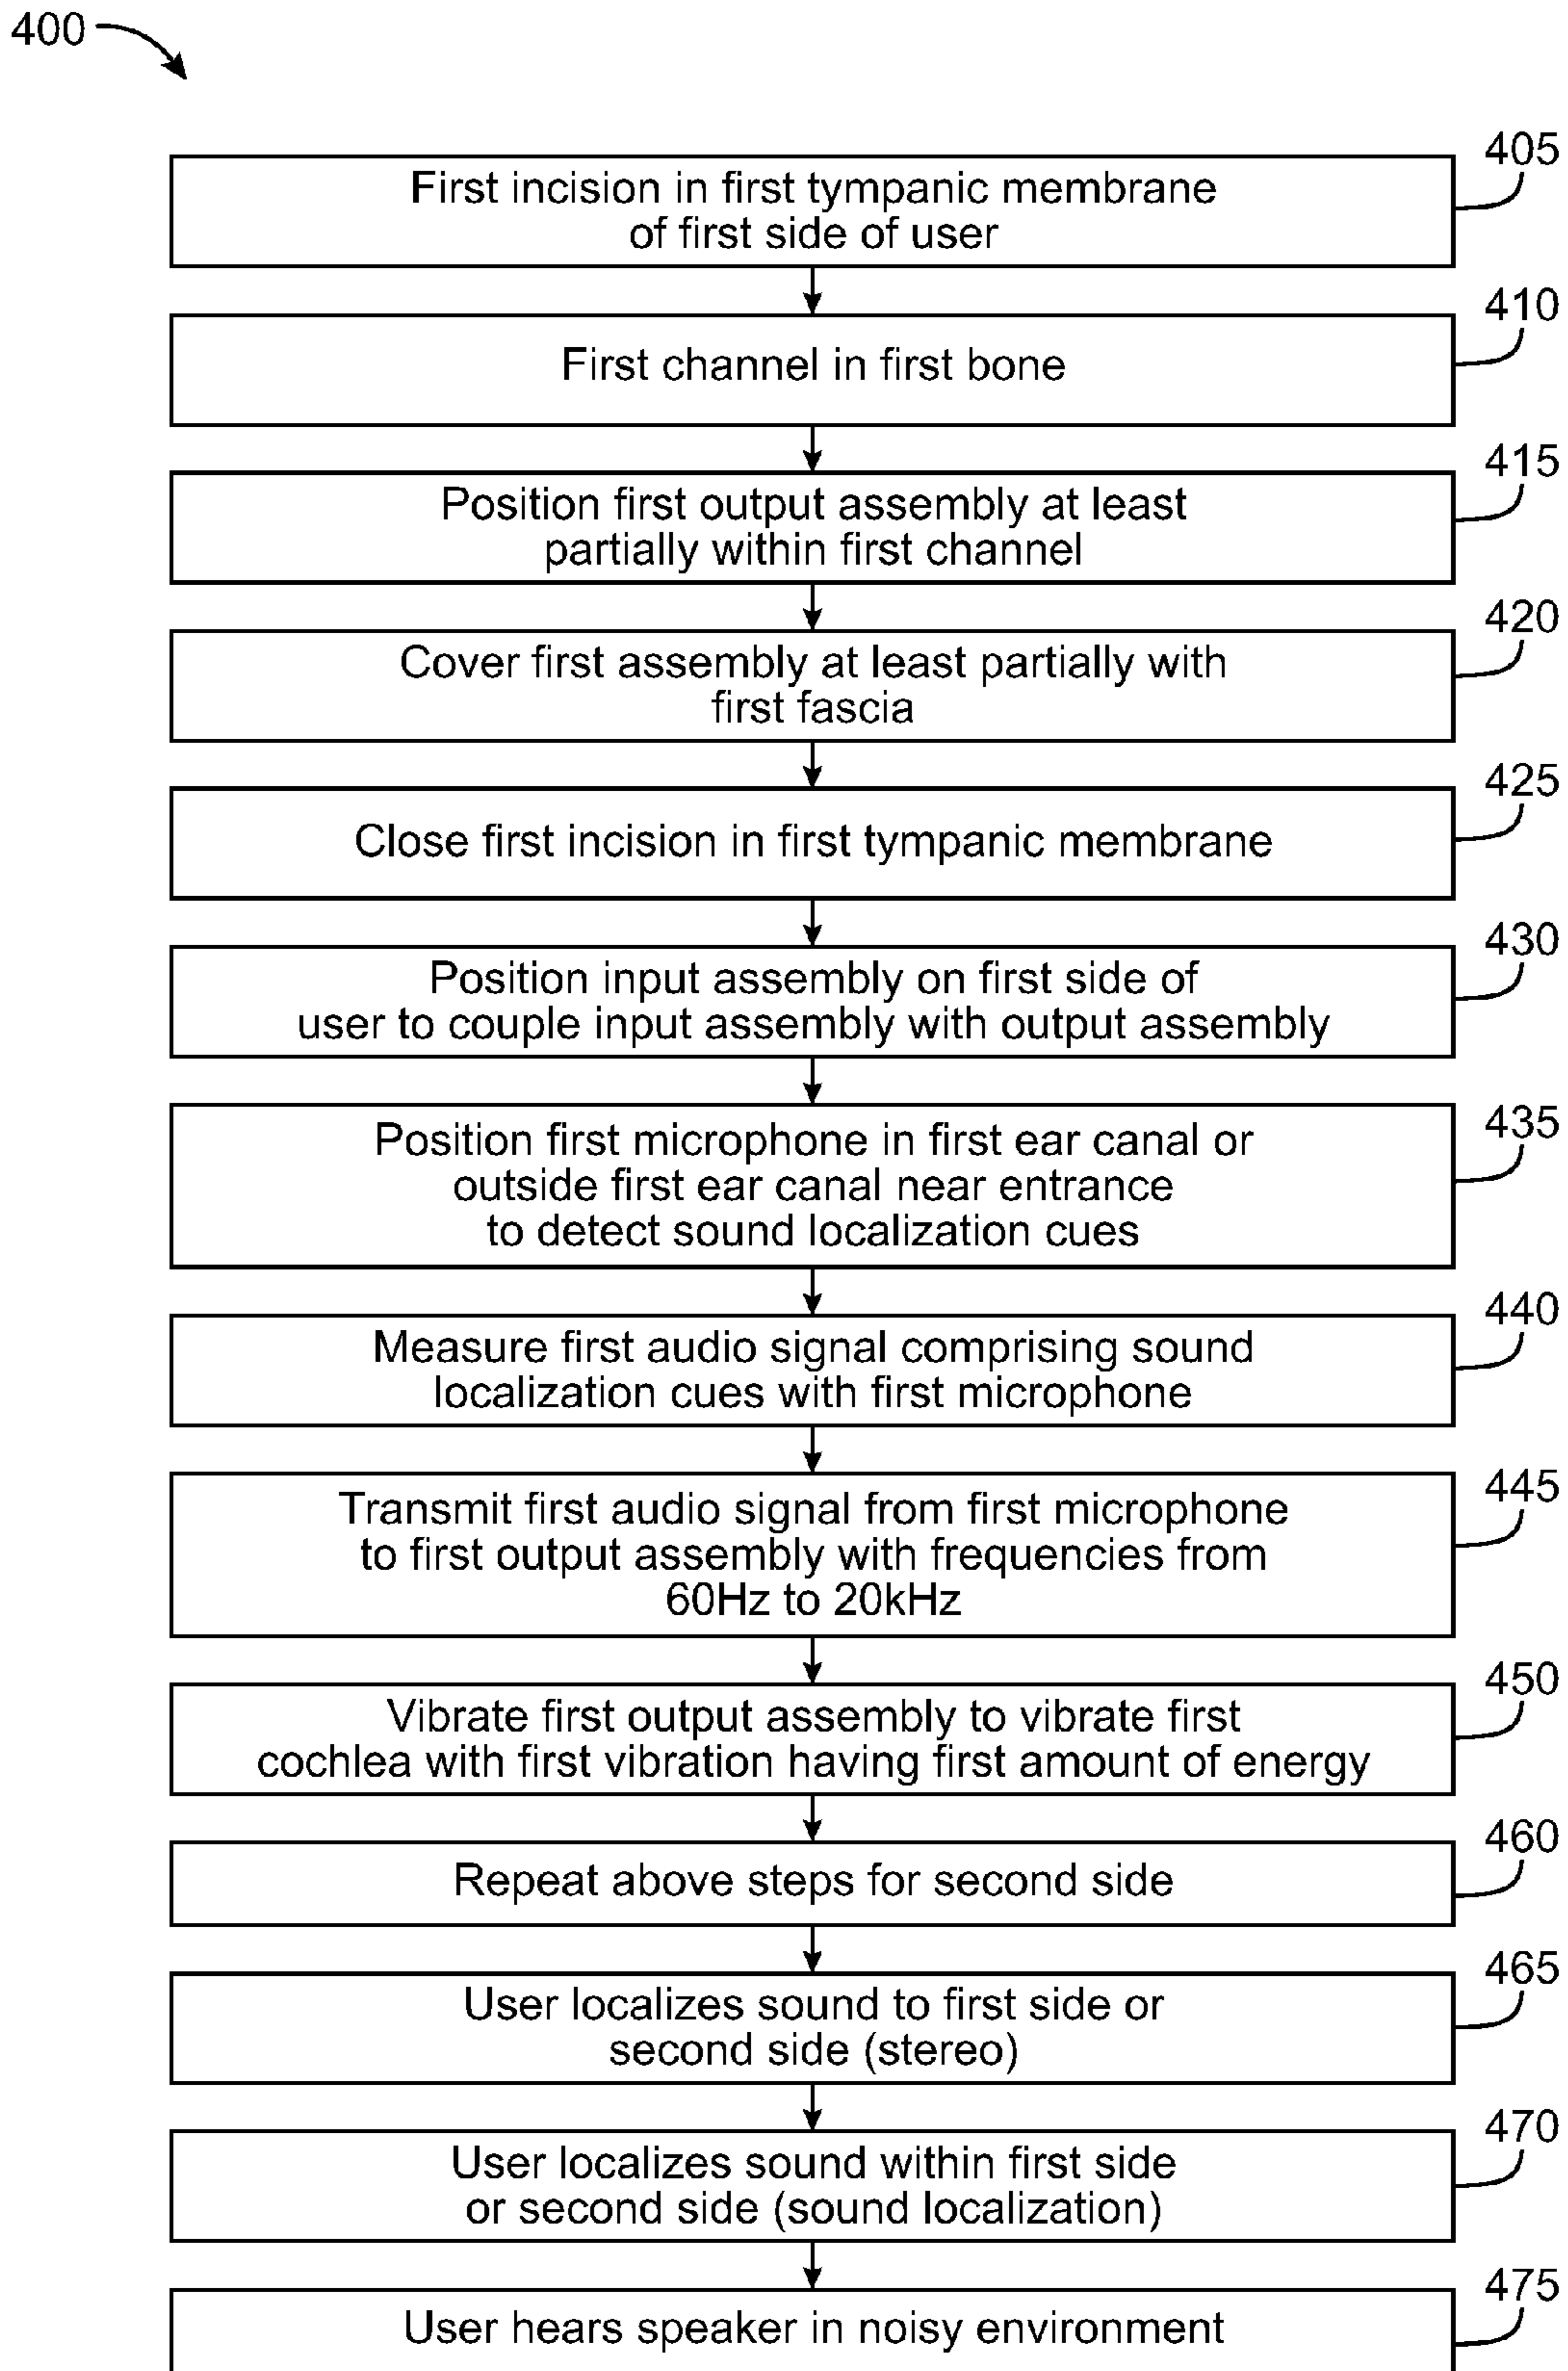 400
405
First incision in first tympanic membrane
of first side of user
410
First channel in first bone
415
Position first output assembly at least
partially within first channel
420
Cover first assembly at least partially with
first fascia
425
Close first incision in first tympanic membrane
430
Position input assembly on first side of
user to couple input assembly with output assembly
435
Position first microphone in first ear canal or
outside first ear canal near entrance
to detect sound localization cues
440
Measure first audio signal comprising sound
localization cues with first microphone
445
Transmit first audio signal from first microphone
to first output assembly with frequencies from
60Hz to 20kHz
450
Vibrate first output assembly to vibrate first
cochlea with first vibration having first amount of energy
460
Repeat above steps for second side
465
User localizes sound to first side or
second side (stereo)
470
User localizes sound within first side
or second side (sound localization)
475
User hears speaker in noisy environment